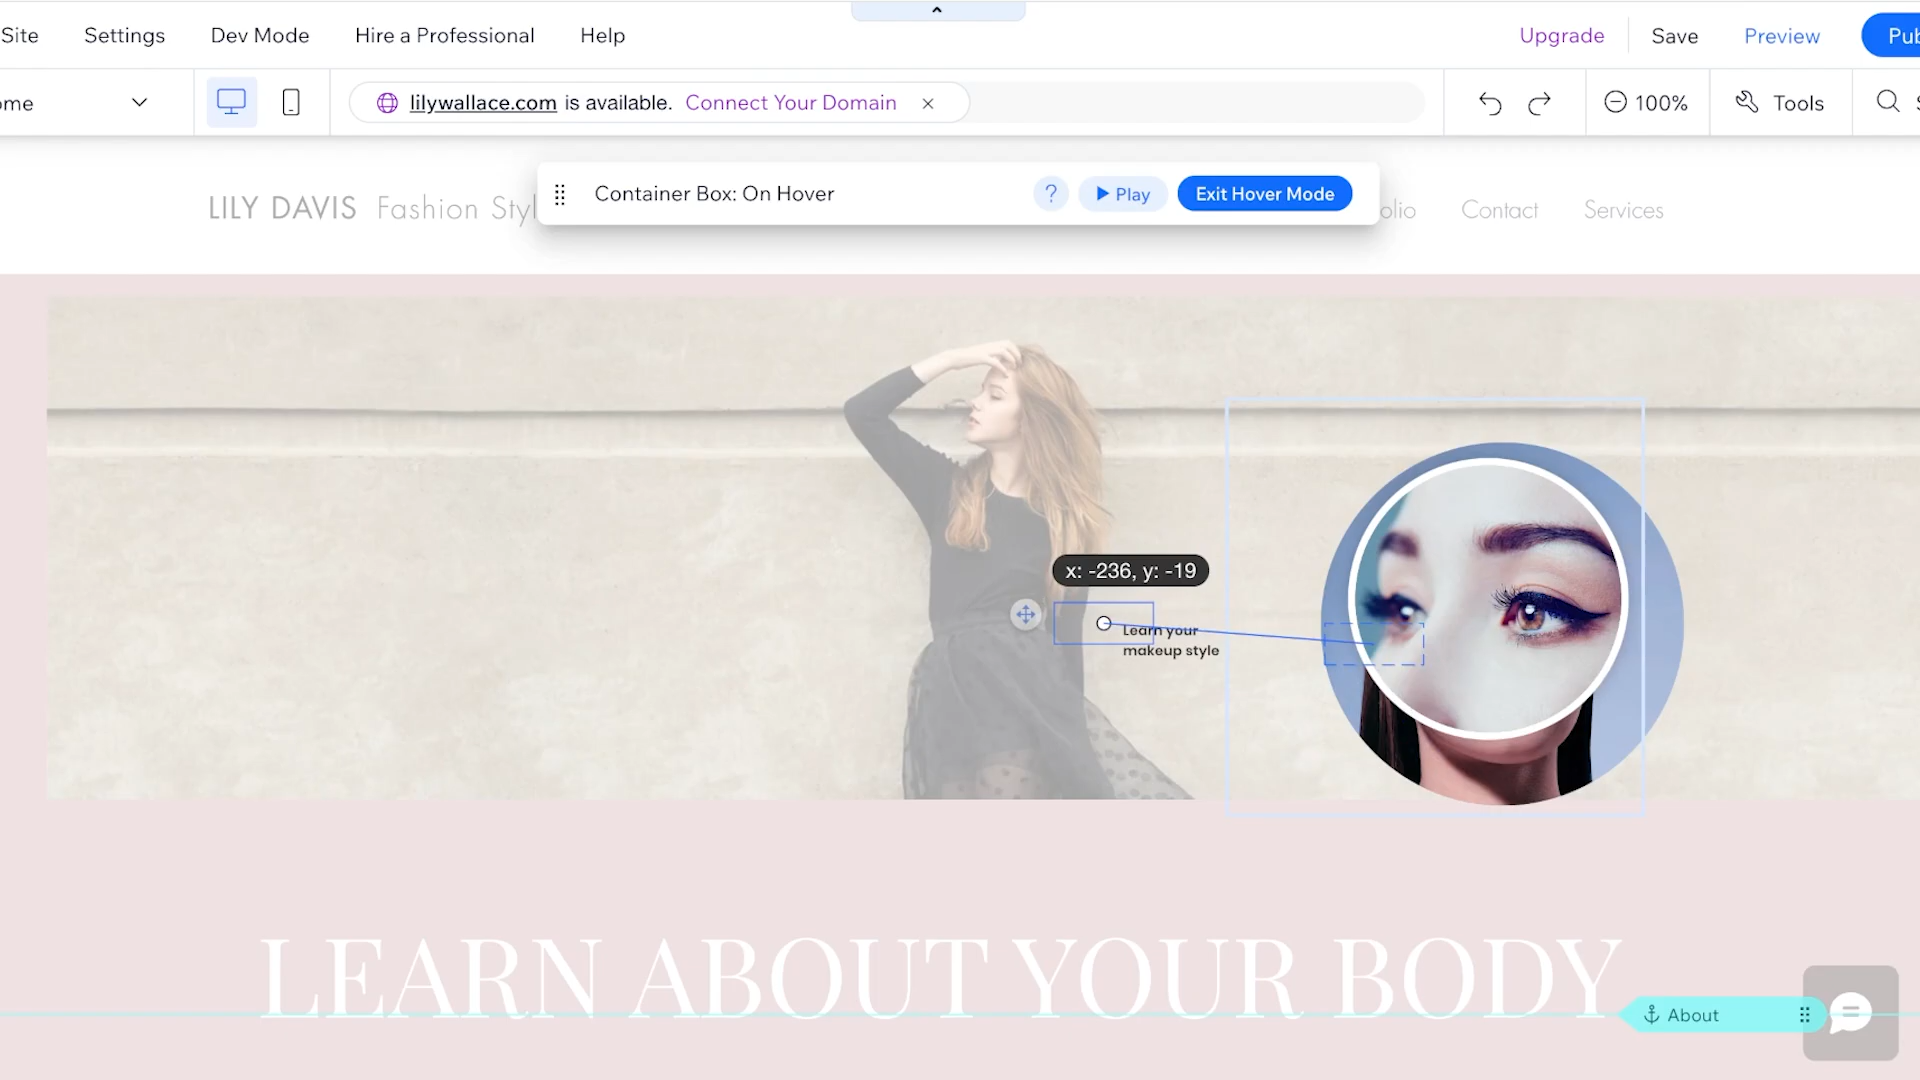 Site Settings Dev Mode Hire a Professional Help Upgrade Save Preview Pub
ome lilywallace.com is available. Connect Your Domain 100% Tools S
Container Box: On Hover ? Play Exit Hover Mode
LILY DAVIS Fashion Styl olio Contact Services
x: -236, y: -19
Learn your
makeup style
LEARN ABOUT YOUR BODY
About